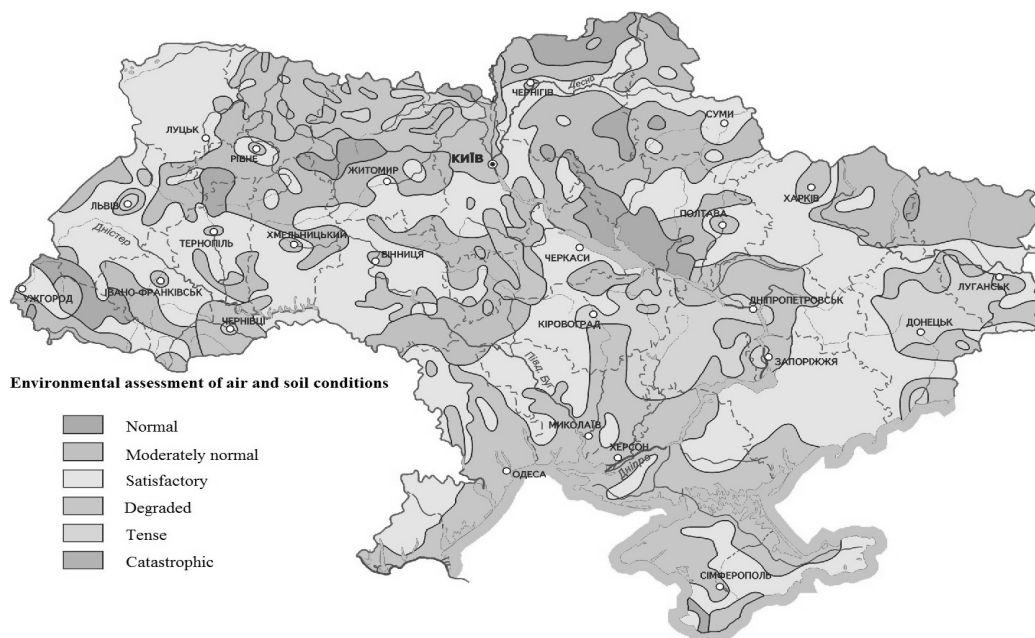 Десна
ЧЕРНІГІВ
СУМИ
ЛУЦЬК
РІВНЕ
КИЇВ
ЖИТОМИР
ХАРКІВ
ЛЬВІВ
ПОЛТАВА
Дністер
ТЕРНОПІЛЬ
ХМЕЛЬНИЦЬКИЙ
ВІННИЦЯ
ЧЕРКАСИ
ЛУГАНСЬК
УЖГОРОД
ІВАНО-ФРАНКІВСЬК
ДНІПРОПЕТРОВСЬК
ЧЕРНІВЦІ
КІРОВОГРАД
ДОНЕЦЬК
ЗАПОРІЖЖЯ
Півд. Буг
Environmental assessment of air and soil conditions
Normal
Moderately normal
Satisfactory
Degraded
Tense
Catastrophic
МИКОЛАЇВ
ХЕРСОН
Дніпро
ОДЕСА
СІМФЕРОПОЛЬ